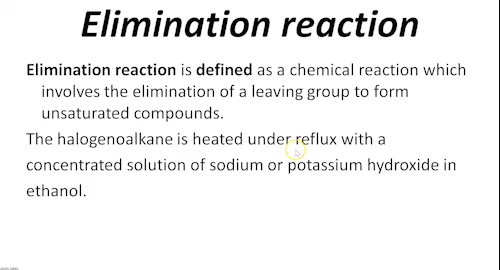 Elimination reaction
Elimination reaction is defined as a chemical reaction which
involves the elimination of a leaving group to form
unsaturated compounds.
The halogenoalkane is heated under reflux with a
concentrated solution of sodium or potassium hydroxide in
ethanol.